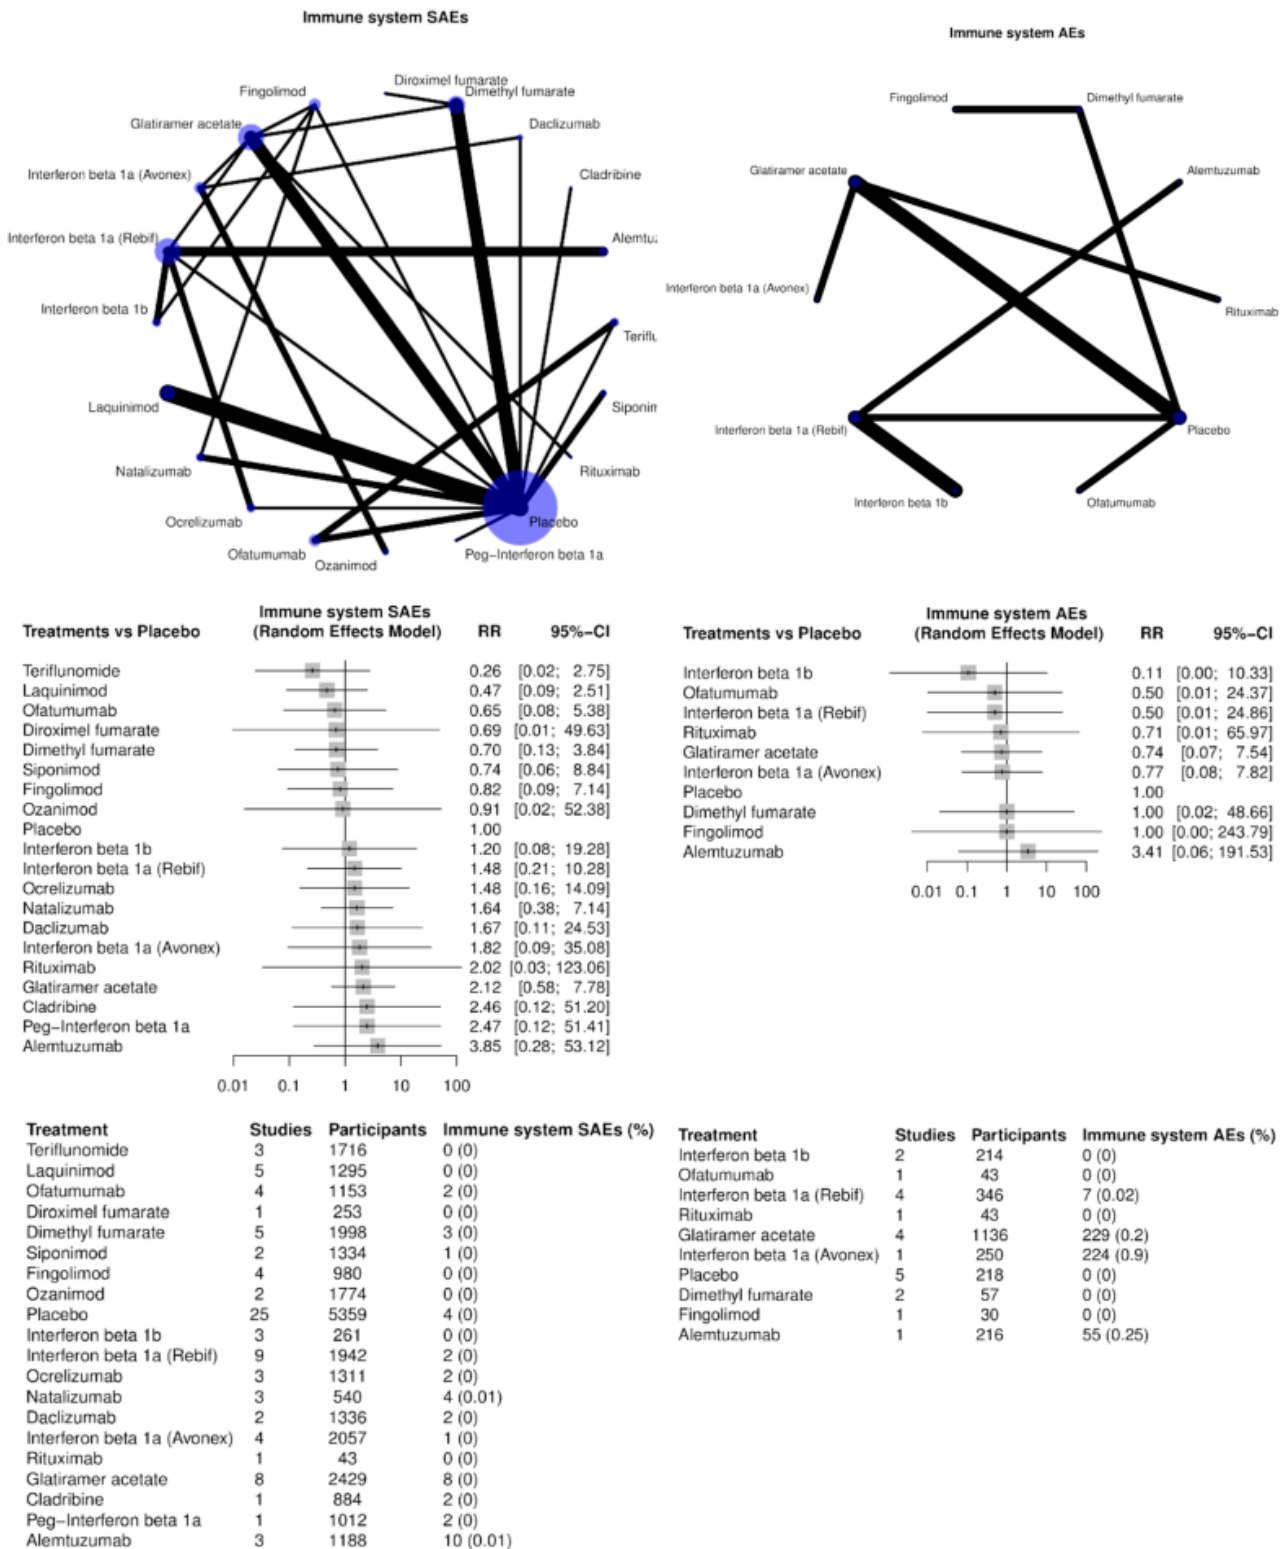 Immune system SAEs
Immune system AEs
Diroximel fumarate
Fingolimod
Dimethyl fumarate
Glatiramer acetate
Daclizumab
Interferon beta 1a (Avonex)
Cladribine
Interferon beta 1a (Rebif)
Alemtuz
Interferon beta 1b
Teriflu
Laquinimod
Siponim
Natalizumab
Rituximab
Ocrelizumab
Placebo
Ofatumumab
Ozanimod
Peg-Interferon beta 1a
Fingolimod
Dimethyl fumarate
Glatiramer acetate
Alemtuzumab
Interferon beta 1a (Avonex)
Rituximab
Interferon beta 1a (Rebif)
Placebo
Interferon beta 1b
Ofatumumab
Immune system SAEs
Treatments vs Placebo (Random Effects Model) RR 95%-CI
Teriflunomide 0.26 [0.02; 2.75]
Laquinimod 0.47 [0.09; 2.51]
Ofatumumab 0.65 [0.08; 5.38]
Diroximel fumarate 0.69 [0.01; 49.63]
Dimethyl fumarate 0.70 [0.13; 3.84]
Siponimod 0.74 [0.06; 8.84]
Fingolimod 0.82 [0.09; 7.14]
Ozanimod 0.91 [0.02; 52.38]
Placebo 1.00
Interferon beta 1b 1.20 [0.08; 19.28]
Interferon beta 1a (Rebif) 1.48 [0.21; 10.28]
Ocrelizumab 1.48 [0.16; 14.09]
Natalizumab 1.64 [0.38; 7.14]
Daclizumab 1.67 [0.11; 24.53]
Interferon beta 1a (Avonex) 1.82 [0.09; 35.08]
Rituximab 2.02 [0.03; 123.06]
Glatiramer acetate 2.12 [0.58; 7.78]
Cladribine 2.46 [0.12; 51.20]
Peg-Interferon beta 1a 2.47 [0.12; 51.41]
Alemtuzumab 3.85 [0.28; 53.12]
0.01 0.1 1 10 100
Immune system AEs
Treatments vs Placebo (Random Effects Model) RR 95%-CI
Interferon beta 1b 0.11 [0.00; 10.33]
Ofatumumab 0.50 [0.01; 24.37]
Interferon beta 1a (Rebif) 0.50 [0.01; 24.86]
Rituximab 0.71 [0.01; 65.97]
Glatiramer acetate 0.74 [0.07; 7.54]
Interferon beta 1a (Avonex) 0.77 [0.08; 7.82]
Placebo 1.00
Dimethyl fumarate 1.00 [0.02; 48.66]
Fingolimod 1.00 [0.00; 243.79]
Alemtuzumab 3.41 [0.06; 191.53]
0.01 0.1 1 10 100
Treatment Studies Participants Immune system SAEs (%)
Teriflunomide 3 1716 0 (0)
Laquinimod 5 1295 0 (0)
Ofatumumab 4 1153 2 (0)
Diroximel fumarate 1 253 0 (0)
Dimethyl fumarate 5 1998 3 (0)
Siponimod 2 1334 1 (0)
Fingolimod 4 980 0 (0)
Ozanimod 2 1774 0 (0)
Placebo 25 5359 4 (0)
Interferon beta 1b 3 261 0 (0)
Interferon beta 1a (Rebif) 9 1942 2 (0)
Ocrelizumab 3 1311 2 (0)
Natalizumab 3 540 4 (0.01)
Daclizumab 2 1336 2 (0)
Interferon beta 1a (Avonex) 4 2057 1 (0)
Rituximab 1 43 0 (0)
Glatiramer acetate 8 2429 8 (0)
Cladribine 1 884 2 (0)
Peg-Interferon beta 1a 1 1012 2 (0)
Alemtuzumab 3 1188 10 (0.01)
Treatment Studies Participants Immune system AEs (%)
Interferon beta 1b 2 214 0 (0)
Ofatumumab 1 43 0 (0)
Interferon beta 1a (Rebif) 4 346 7 (0.02)
Rituximab 1 43 0 (0)
Glatiramer acetate 4 1136 229 (0.2)
Interferon beta 1a (Avonex) 1 250 224 (0.9)
Placebo 5 218 0 (0)
Dimethyl fumarate 2 57 0 (0)
Fingolimod 1 30 0 (0)
Alemtuzumab 1 216 55 (0.25)